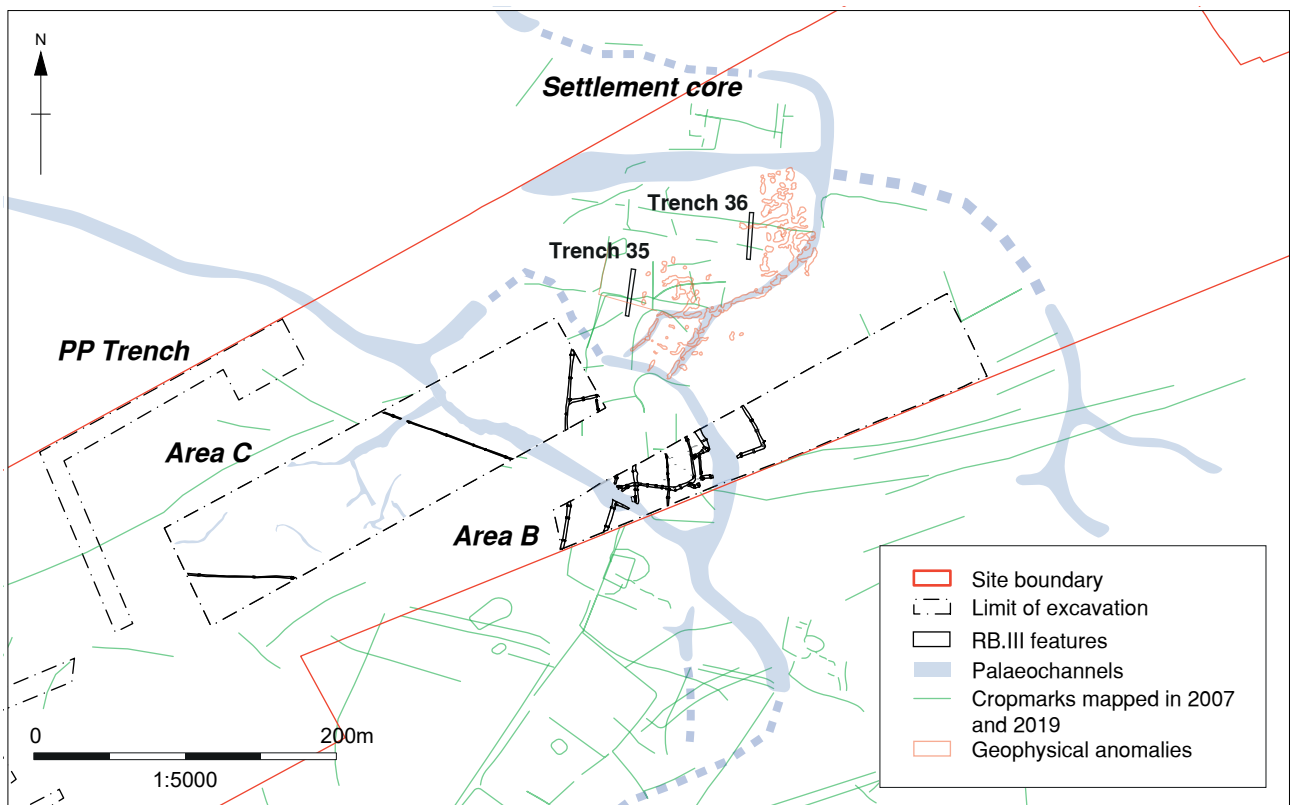 N
Settlement core
Trench 36
Trench 35
PP Trench
Area C
Area B
Site boundary
Limit of excavation
RB.III features
Palaeochannels
Cropmarks mapped in 2007
and 2019
Geophysical anomalies
0 200m
1:5000